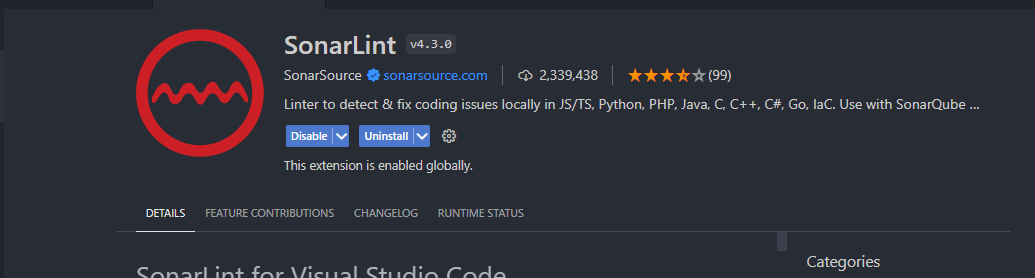 SonarLint v4.3.0
SonarSource sonarsource.com 2,339,438 (99)
Linter to detect & fix coding issues locally in JS/TS, Python, PHP, Java, C, C++, C#, Go, IaC. Use with SonarQube ...
Disable Uninstall
This extension is enabled globally.
DETAILS FEATURE CONTRIBUTIONS CHANGELOG RUNTIME STATUS
SonarLint for Visual Studio Code
Categories